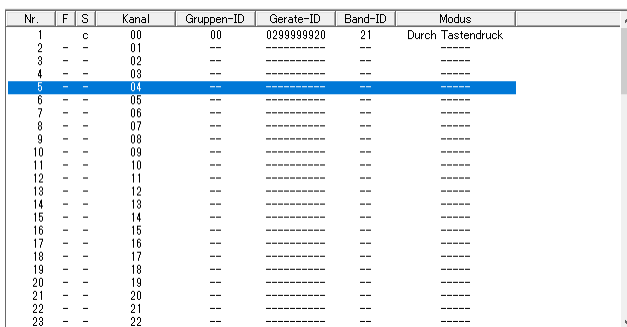 Nr. F S Kanal Gruppen-ID Gerate-ID Band-ID Modus
1 c 00 00 0299999920 21 Durch Tastendruck
2 - - 01 -- ---------- -- -----
3 - - 02 -- ---------- -- -----
4 - - 03 -- ---------- -- -----
5 - - 04 -- ---------- -- -----
6 - - 05 -- ---------- -- -----
7 - - 06 -- ---------- -- -----
8 - - 07 -- ---------- -- -----
9 - - 08 -- ---------- -- -----
10 - - 09 -- ---------- -- -----
11 - - 10 -- ---------- -- -----
12 - - 11 -- ---------- -- -----
13 - - 12 -- ---------- -- -----
14 - - 13 -- ---------- -- -----
15 - - 14 -- ---------- -- -----
16 - - 15 -- ---------- -- -----
17 - - 16 -- ---------- -- -----
18 - - 17 -- ---------- -- -----
19 - - 18 -- ---------- -- -----
20 - - 19 -- ---------- -- -----
21 - - 20 -- ---------- -- -----
22 - - 21 -- ---------- -- -----
23 - - 22 -- ---------- -- -----